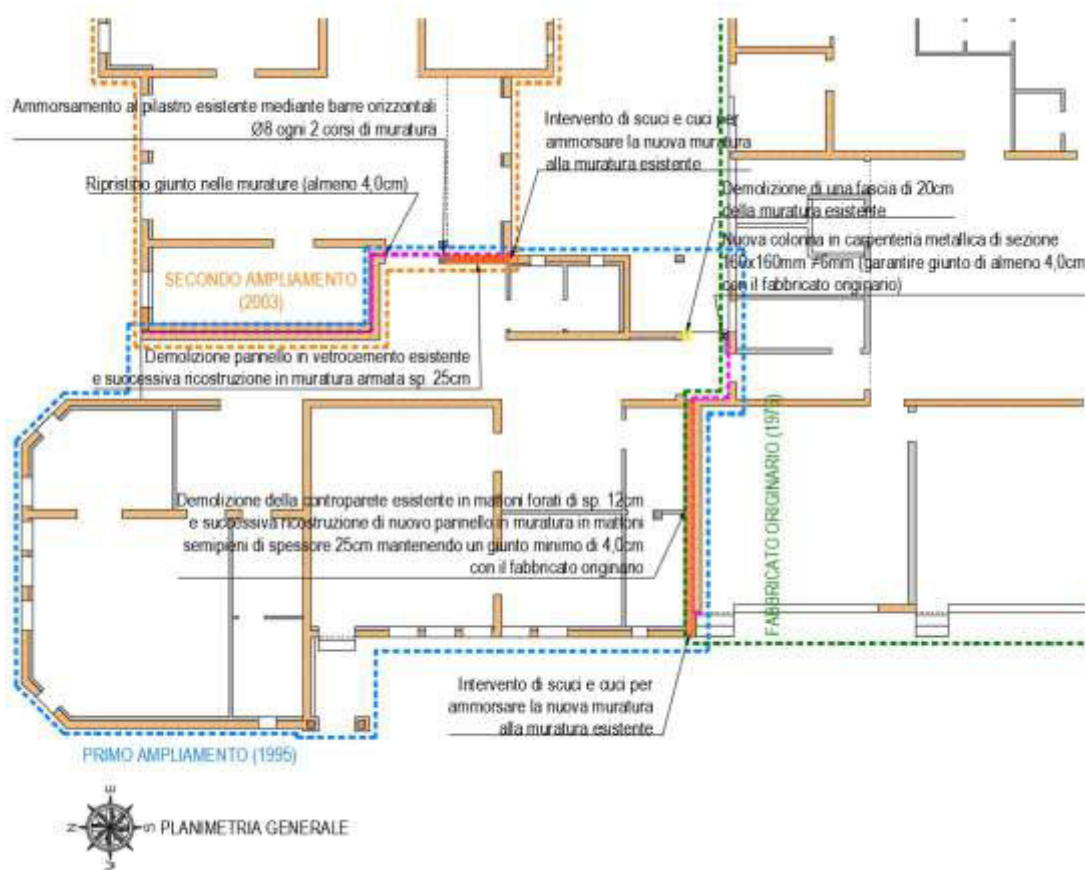 Ammorsamento al pilastro esistente mediante barre orizzontali
Ø8 ogni 2 corsi di muratura
Intervento di scuci e cuci per
ammorsare la nuova muratura
alla muratura esistente
Ripristino giunto nelle murature (almeno 4,0cm)
Demolizione di una fascia di 20cm
della muratura esistente
Nuova colonna in carpenteria metallica di sezione
160x160mm ≠6mm (garantire giunto di almeno 4,0cm
con il fabbricato originario)
SECONDO AMPLIAMENTO
(2003)
Demolizione pannello in vetrocemento esistente
e successiva ricostruzione in muratura armata sp. 25cm
FABBRICATO ORIGINARIO (1975)
Demolizione della controparete esistente in mattoni forati di sp. 12cm
e successiva ricostruzione di nuovo pannello in muratura in mattoni
semipieni di spessore 25cm mantenendo un giunto minimo di 4,0cm
con il fabbricato originario
Intervento di scuci e cuci per
ammorsare la nuova muratura
alla muratura esistente
PRIMO AMPLIAMENTO (1995)
E
N
S
PLANIMETRIA GENERALE